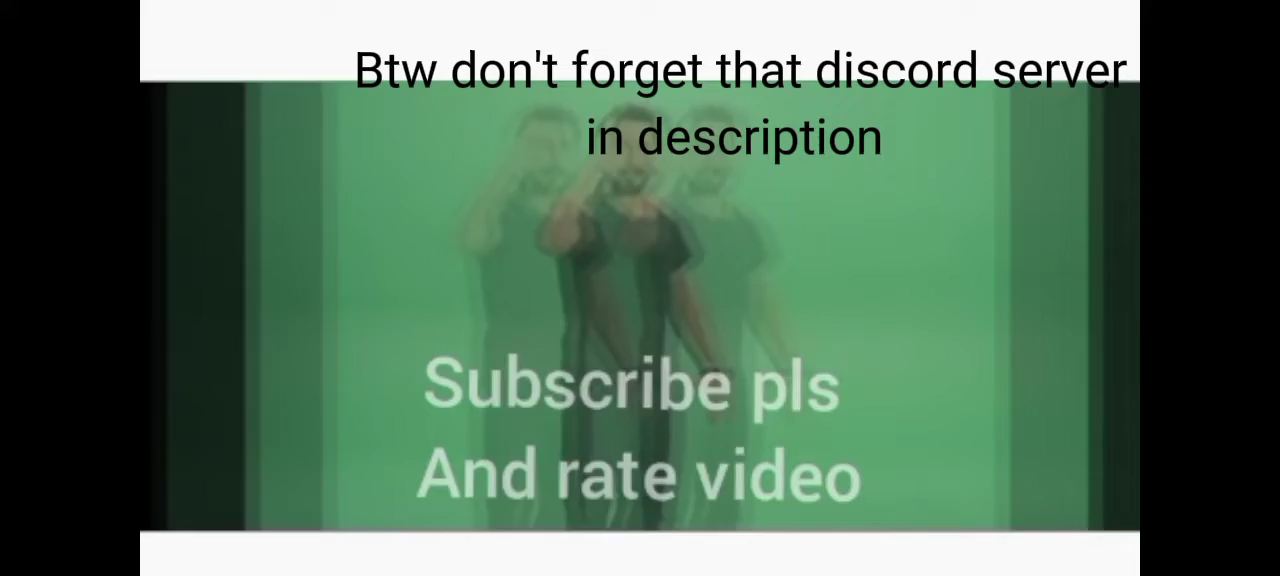 Btw don't forget that discord server
in description
Subscribe pls
And rate video